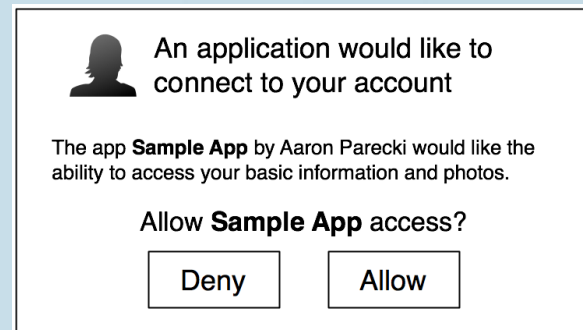 An application would like to
connect to your account
The app Sample App by Aaron Parecki would like the
ability to access your basic information and photos.
Allow Sample App access?
Deny
Allow